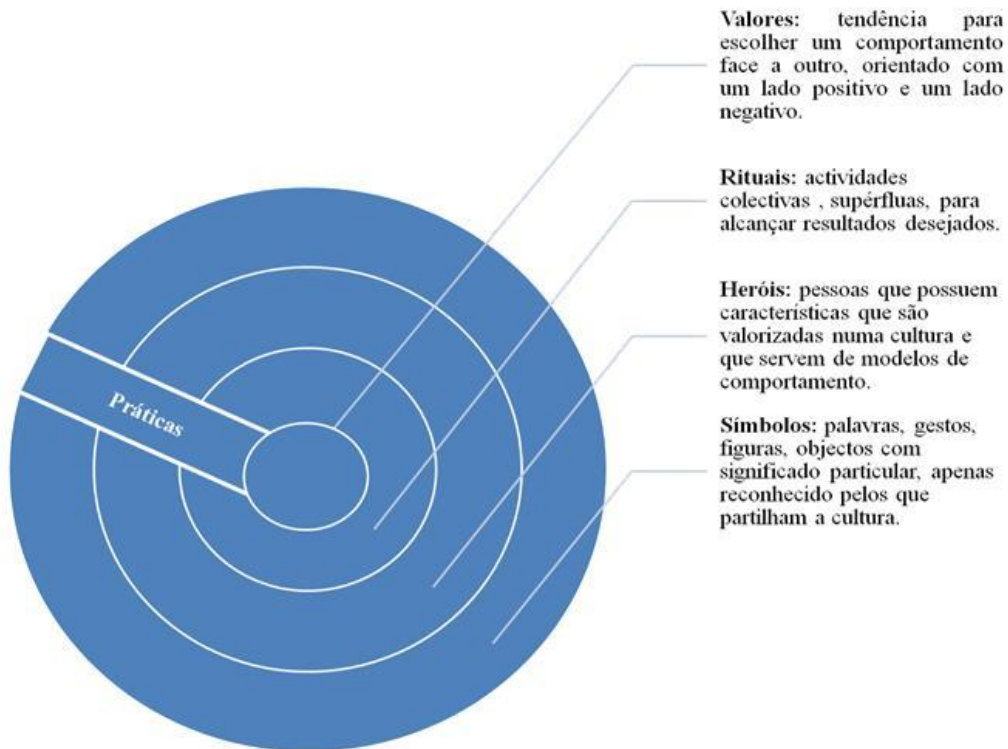 Valores: tendência para
escolher um comportamento
face a outro, orientado com
um lado positivo e um lado
negativo.
Rituais: actividades
colectivas , supérfluas, para
alcançar resultados desejados.
Heróis: pessoas que possuem
características que são
valorizadas numa cultura e
que servem de modelos de
comportamento.
Práticas
Símbolos: palavras, gestos,
figuras, objectos com
significado particular, apenas
reconhecido pelos que
partilham a cultura.